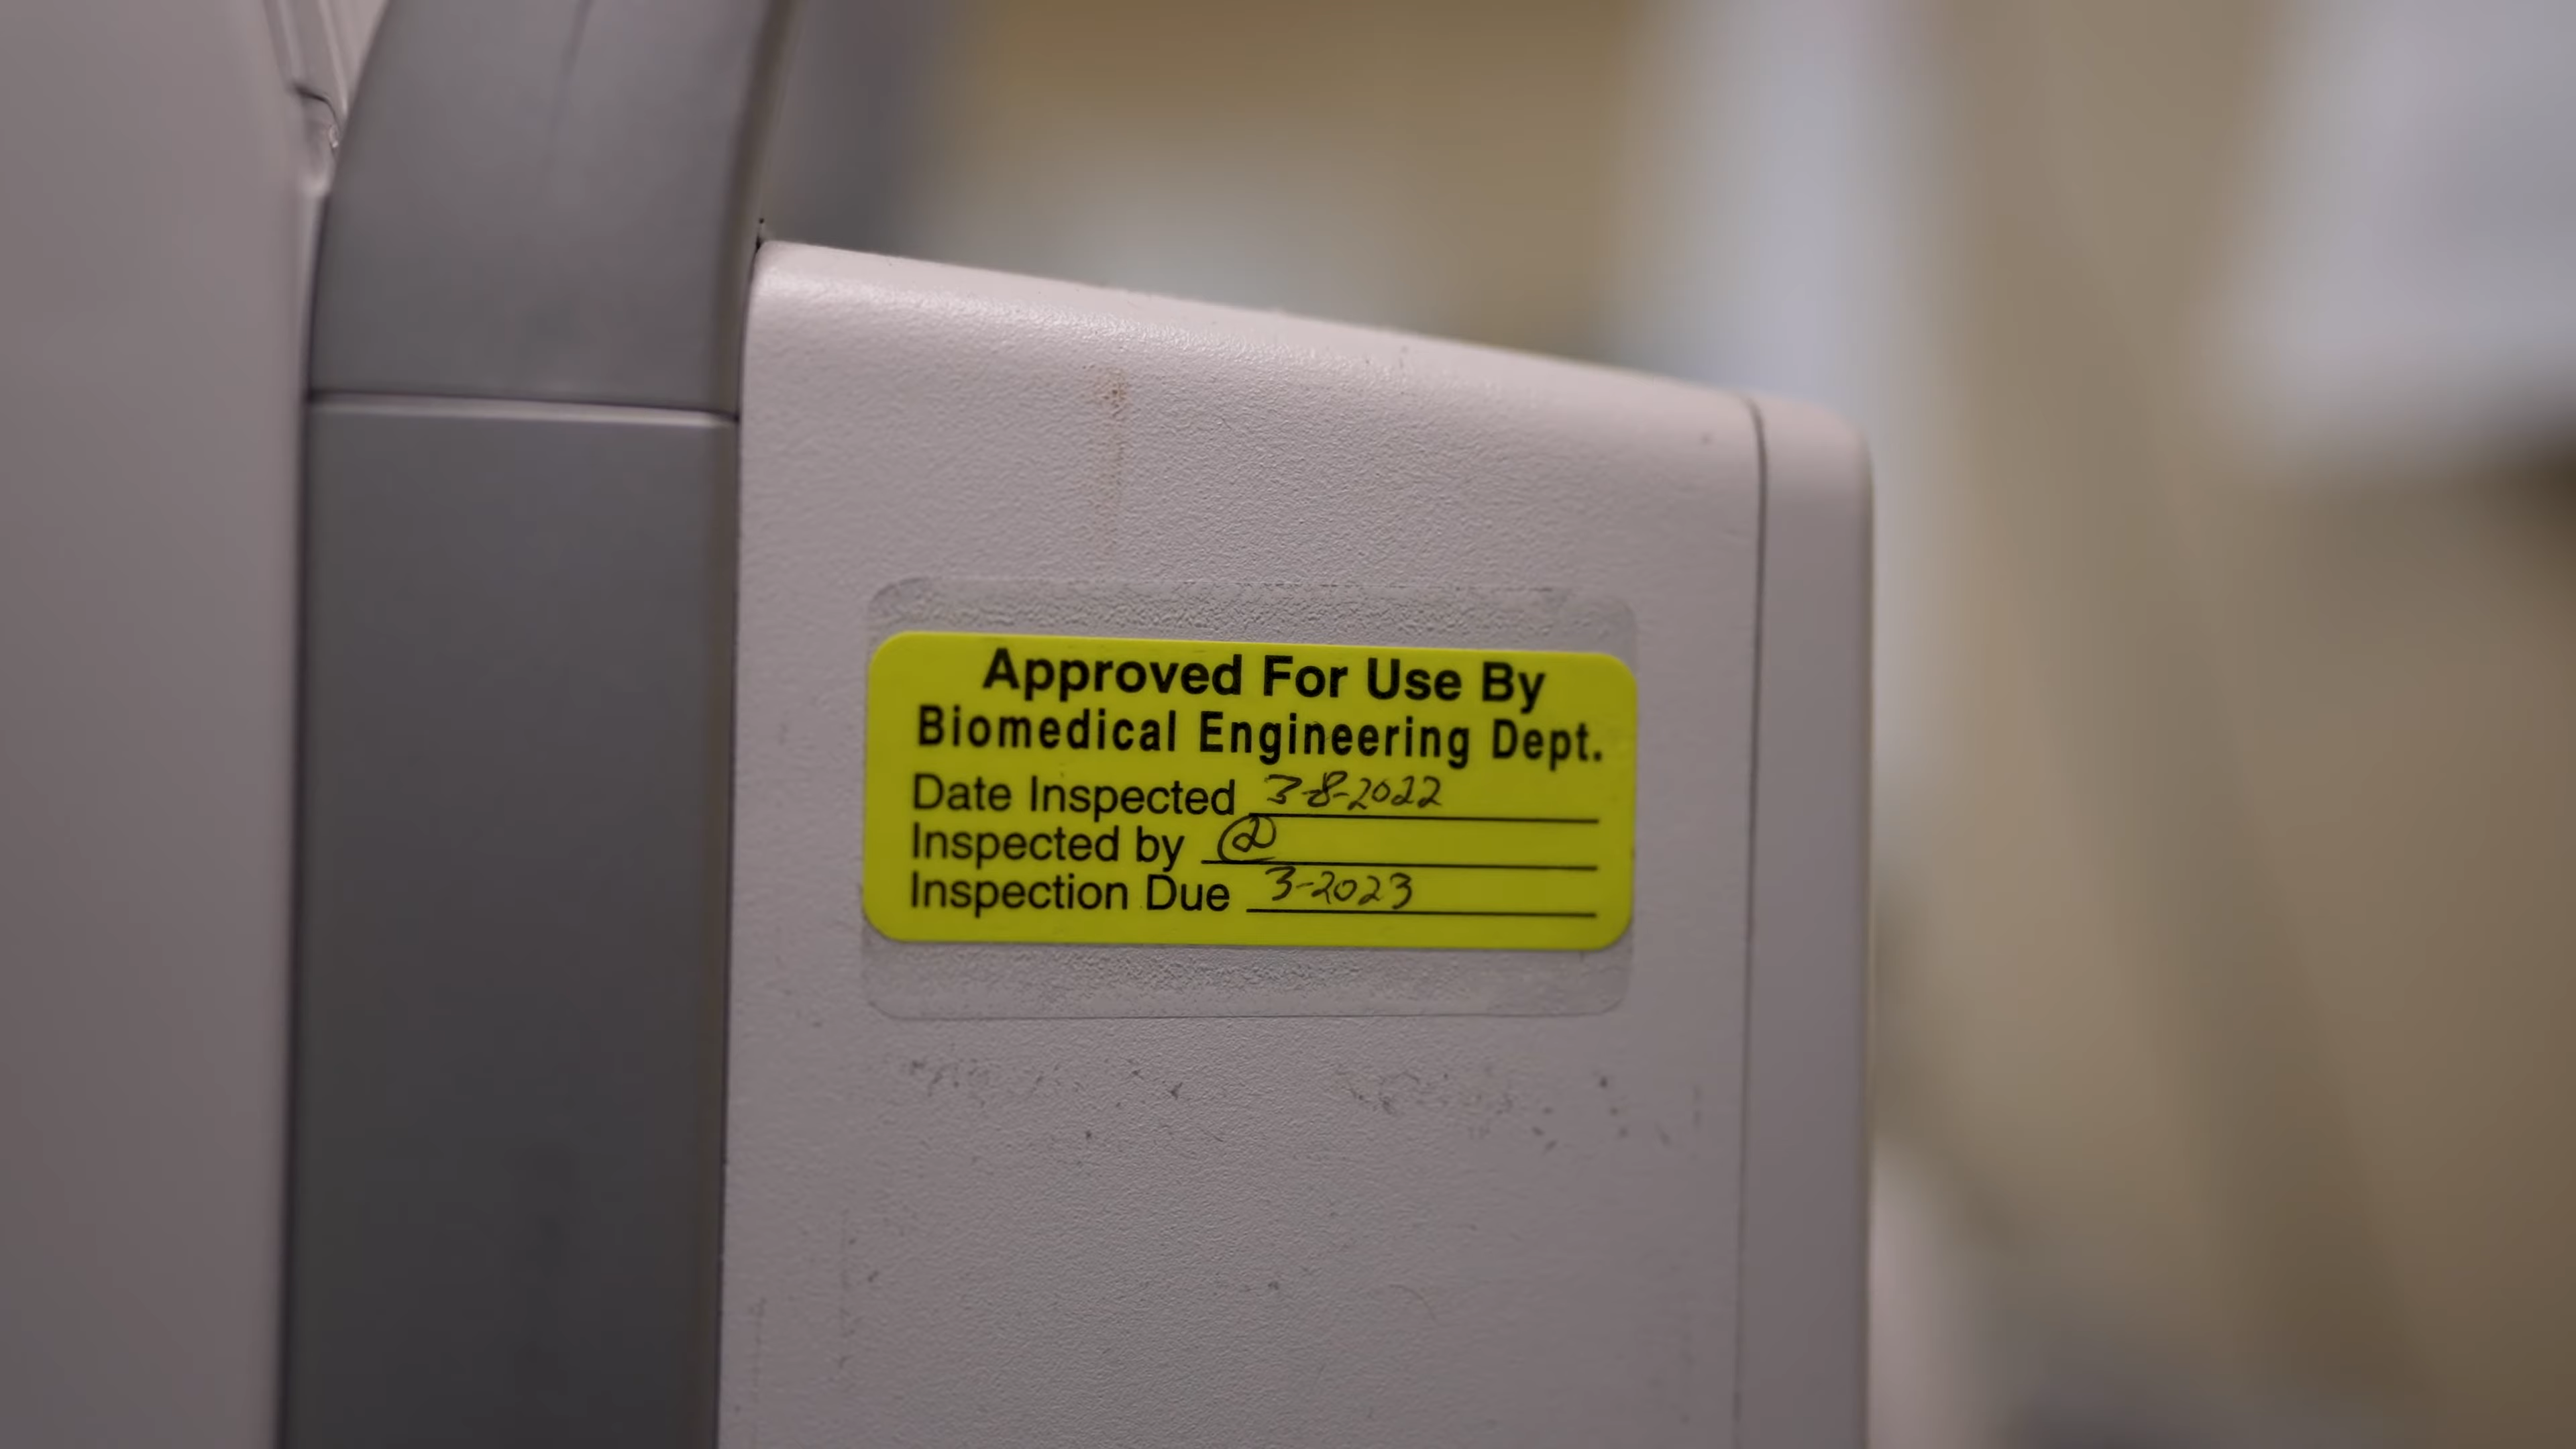 Approved For Use By
Biomedical Engineering Dept.
Date Inspected 3-8-2022
Inspected by
Inspection Due 3-2023